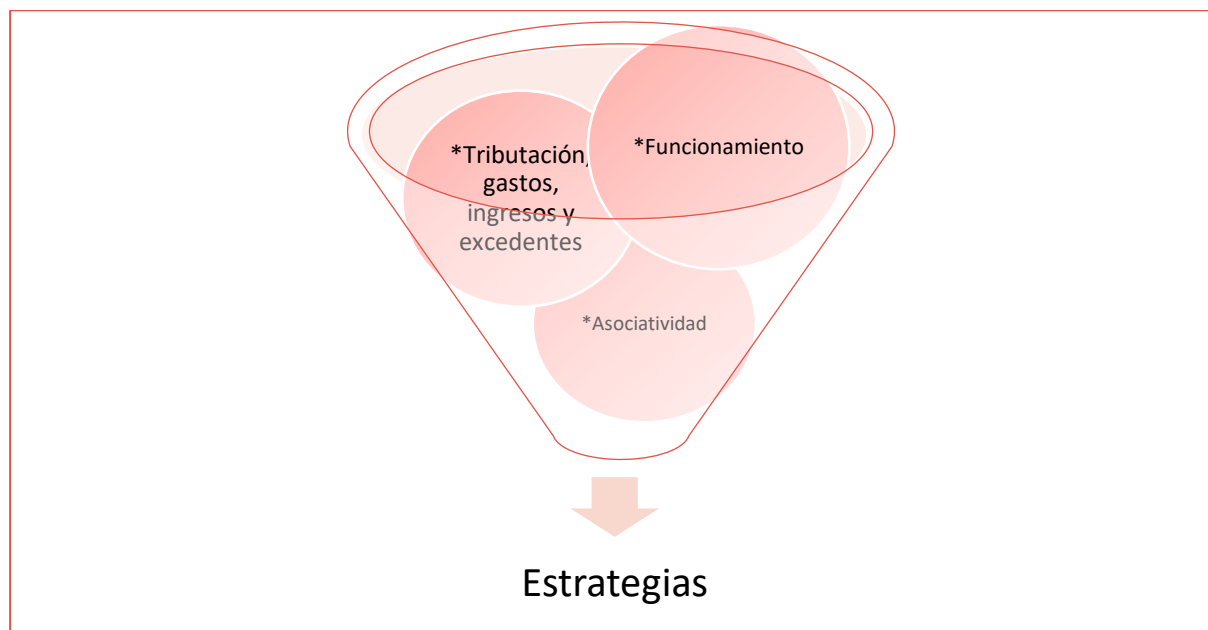 *Tributación,
gastos,
ingresos y
excedentes
*Funcionamiento
*Asociatividad
Estrategias